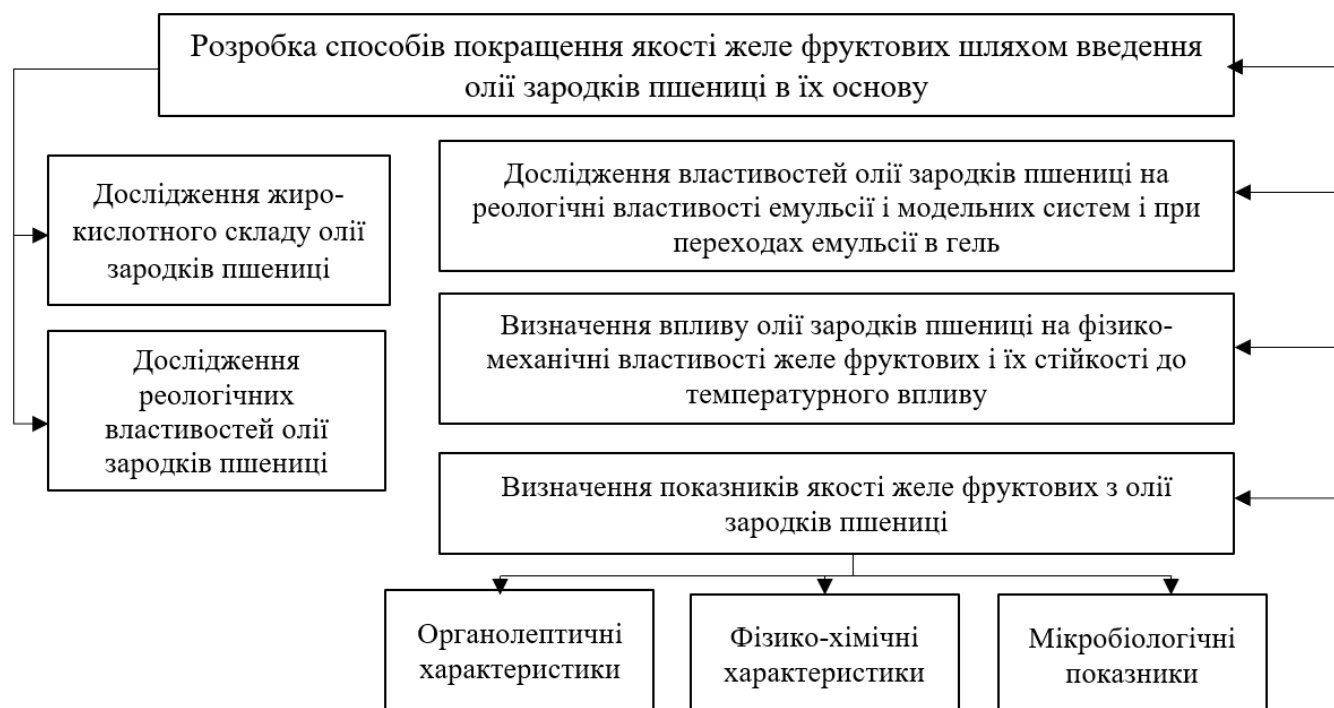 Розробка способів покращення якості желе фруктових шляхом введення
олії зародків пшениці в їх основу
Дослідження жиро-
кислотного складу олії
зародків пшениці
Дослідження
реологічних
властивостей олії
зародків пшениці
Дослідження властивостей олії зародків пшениці на
реологічні властивості емульсії і модельних систем і при
переходах емульсії в гель
Визначення впливу олії зародків пшениці на фізико-
механічні властивості желе фруктових і їх стійкості до
температурного впливу
Визначення показників якості желе фруктових з олії
зародків пшениці
Органолептичні
характеристики
Фізико-хімічні
характеристики
Мікробіологічні
показники